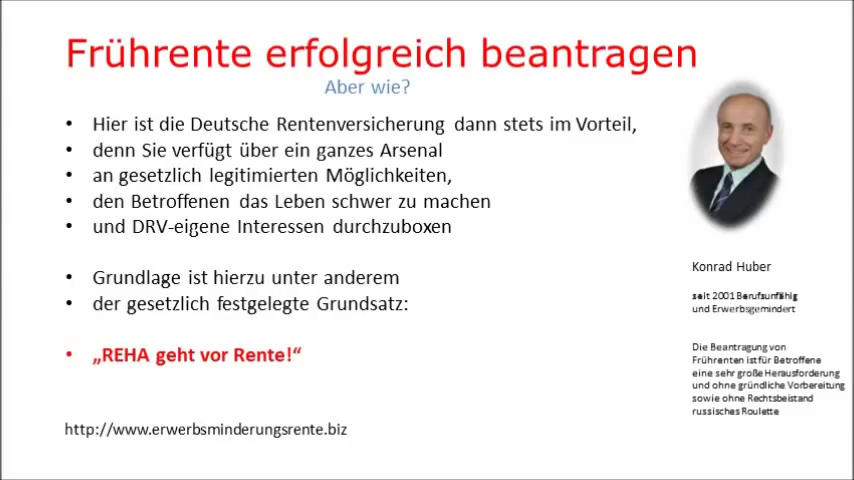 Frührente erfolgreich beantragen
Aber wie?
• Hier ist die Deutsche Rentenversicherung dann stets im Vorteil,
• denn Sie verfügt über ein ganzes Arsenal
• an gesetzlich legitimierten Möglichkeiten,
• den Betroffenen das Leben schwer zu machen
• und DRV-eigene Interessen durchzuboxen
• Grundlage ist hierzu unter anderem
• der gesetzlich festgelegte Grundsatz:
• „REHA geht vor Rente!“
http://www.erwerbsminderungsrente.biz
Konrad Huber
seit 2001 Berufsunfähig
und Erwerbsgemindert
Die Beantragung von
Frührenten ist für Betroffene
eine sehr große Herausforderung
und ohne gründliche Vorbereitung
sowie ohne Rechtsbeistand
russisches Roulette